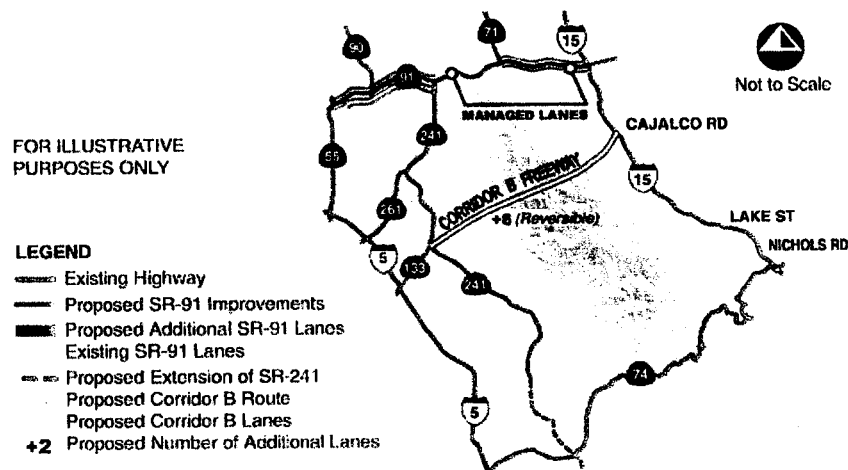 90
71
15
Not to Scale
91
MANAGED LANES
CAJALCO RD
FOR ILLUSTRATIVE
PURPOSES ONLY
241
55
CORRIDOR B FREEWAY
15
+6 (Reversible)
261
LAKE ST
NICHOLS RD
LEGEND
5
133
241
Existing Highway
Proposed SR-91 Improvements
Proposed Additional SR-91 Lanes
Existing SR-91 Lanes
Proposed Extension of SR-241
Proposed Corridor B Route
Proposed Corridor B Lanes
+2 Proposed Number of Additional Lanes
74
5